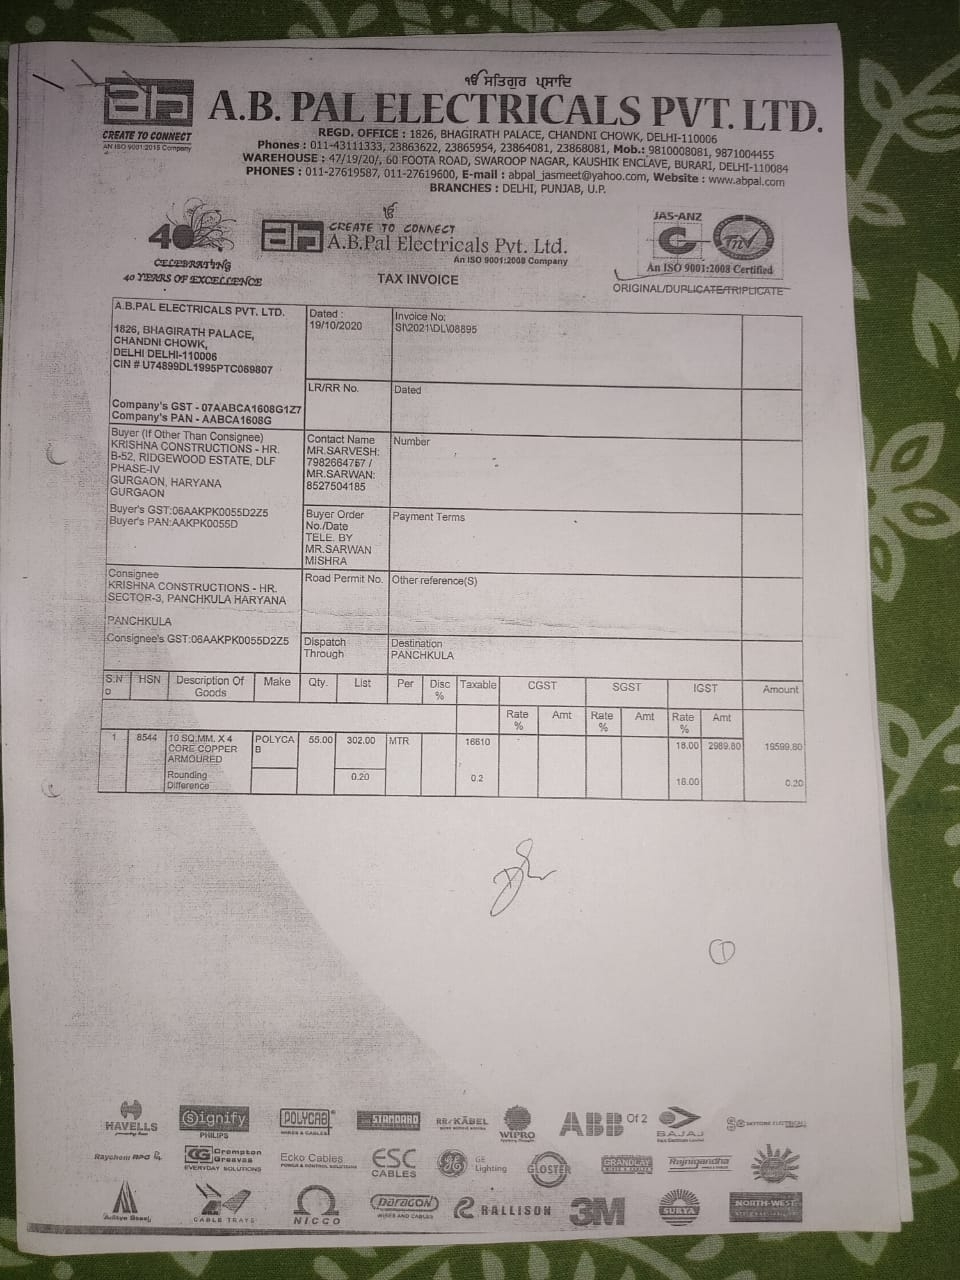 ੴ ਸਤਿਗੁਰ ਪ੍ਰਸਾਦਿ
A.B. PAL ELECTRICALS PVT. LTD.
CREATE TO CONNECT
AN ISO 9001:2015 Company
REGD. OFFICE : 1826, BHAGIRATH PALACE, CHANDNI CHOWK, DELHI-110006
Phones : 011-43111333, 23863622, 23865954, 23864081, 23868081, Mob.: 9810008081, 9871004455
WAREHOUSE : 47/19/20/, 60 FOOTA ROAD, SWAROOP NAGAR, KAUSHIK ENCLAVE, BURARI, DELHI-110084
PHONES : 011-27619587, 011-27619600, E-mail : abpal_jasmeet@yahoo.com, Website : www.abpal.com
BRANCHES : DELHI, PUNJAB, U.P.
40
CELEBRATING
40 YEARS OF EXCELLENCE
ੴ
CREATE TO CONNECT
A.B.Pal Electricals Pvt. Ltd.
An ISO 9001:2008 Company
TAX INVOICE
JAS-ANZ
An ISO 9001:2008 Certified
ORIGINAL/DUPLICATE/TRIPLICATE
A.B.PAL ELECTRICALS PVT. LTD.
1826, BHAGIRATH PALACE,
CHANDNI CHOWK,
DELHI DELHI-110006
CIN # U74899DL1995PTC069807
Company's GST - 07AABCA1608G1Z7
Company's PAN - AABCA1608G
Dated :
19/10/2020
Invoice No:
SI\2021\DL\08895
LR/RR No.
Dated
Buyer (If Other Than Consignee)
KRISHNA CONSTRUCTIONS - HR.
B-52, RIDGEWOOD ESTATE, DLF
PHASE-IV
GURGAON, HARYANA
GURGAON
Buyer's GST:06AAKPK0055D2Z5
Buyer's PAN:AAKPK0055D
Contact Name
MR.SARVESH:
7982664767 /
MR.SARWAN:
8527504185
Number
Buyer Order
No./Date
TELE. BY
MR.SARWAN
MISHRA
Payment Terms
Consignee
KRISHNA CONSTRUCTIONS - HR.
SECTOR-3, PANCHKULA HARYANA
PANCHKULA
Consignee's GST:06AAKPK0055D2Z5
Road Permit No.
Other reference(S)
Dispatch
Through
Destination
PANCHKULA
S.N
o HSN Description Of
Goods Make Qty. List Per Disc
% Taxable CGST SGST IGST Amount
Rate
% Amt Rate
% Amt Rate
% Amt
1 8544 10 SQ.MM. X 4
CORE COPPER
ARMOURED POLYCA
B 55.00 302.00 MTR 16610 18.00 2989.80 19599.80
Rounding
Difference 0.20 0.2 18.00 0.20
1
HAVELLS
Signify
PHILIPS
POLYCAB
WIRES & CABLES
STANDARD
RR KABEL
WIPRO
ABB
Of 2
BAJAJ
Raychem RPG
CG Crompton
Greaves
EVERYDAY SOLUTIONS
Ecko Cables
POWER & CONTROL SOLUTIONS
ESC
CABLES
GE
Lighting
GLOSTER
GRANDLAY
Rajnigandha
CABLE TRAYS
NICCO
PARAGON
WIRES AND CABLES
RALLISON
3M
SURYA
NORTH-WEST